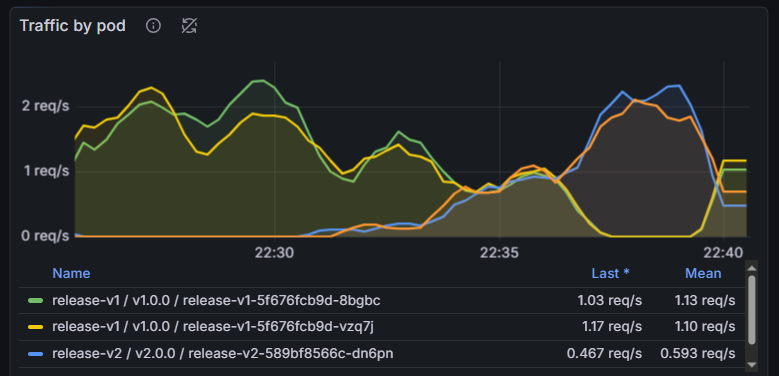 Traffic by pod
2 req/s
1 req/s
0 req/s
22:30 22:35 22:40
Name Last * Mean
release-v1 / v1.0.0 / release-v1-5f676fcb9d-8bgbc 1.03 req/s 1.13 req/s
release-v1 / v1.0.0 / release-v1-5f676fcb9d-vzq7j 1.17 req/s 1.10 req/s
release-v2 / v2.0.0 / release-v2-589bf8566c-dn6pn 0.467 req/s 0.593 req/s